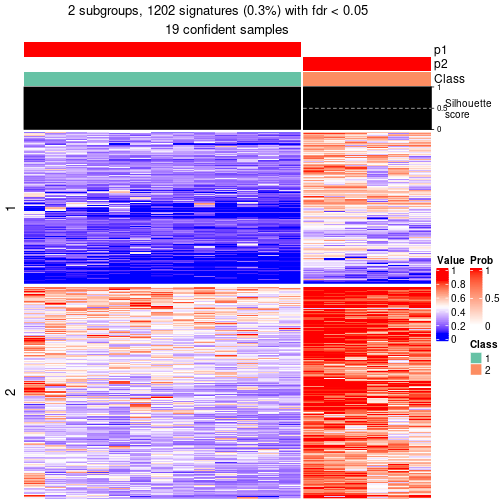 2 subgroups, 1202 signatures (0.3%) with fdr < 0.05
19 confident samples
p1
p2
Class
1
0.5
0
Silhouette
score
1
2
Value
1
0.8
0.6
0.4
0.2
0
Prob
1
0.5
0
Class
1
2